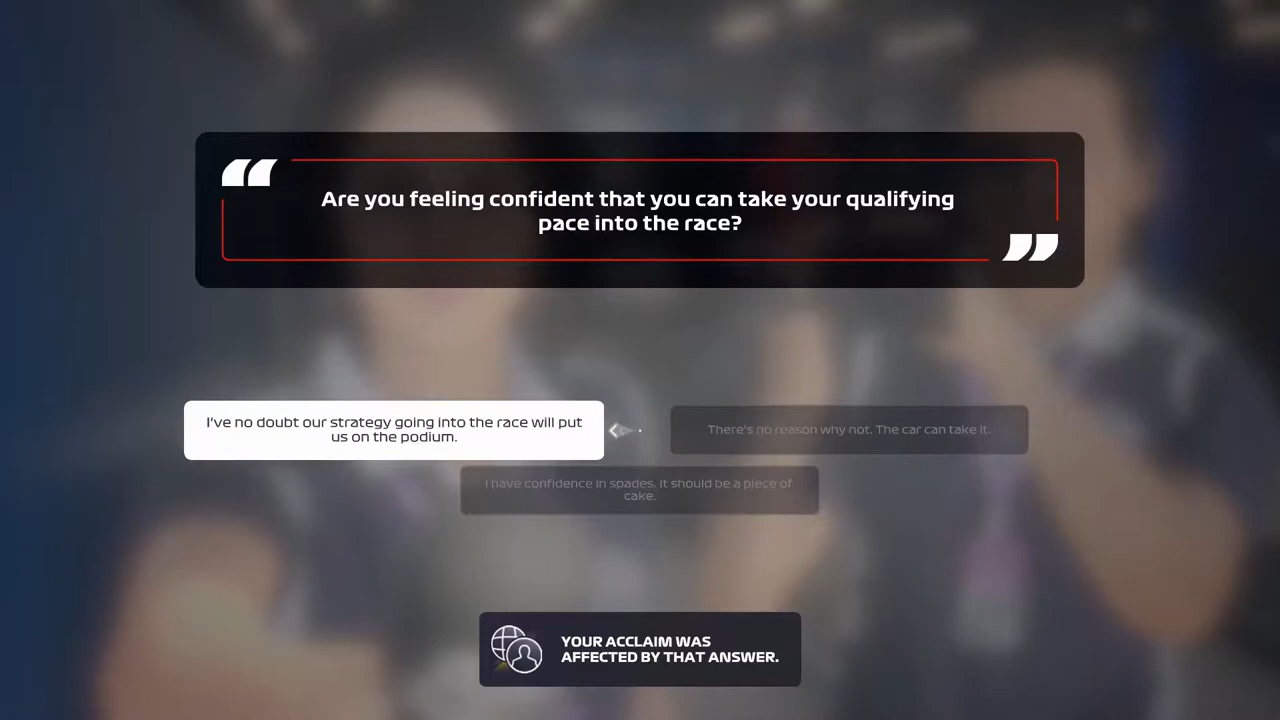 Are you feeling confident that you can take your qualifying
pace into the race?
I've no doubt our strategy going into the race will put
us on the podium.
There's no reason why not. The car can take it.
I have confidence in spades. It should be a piece of
cake.
YOUR ACCLAIM WAS
AFFECTED BY THAT ANSWER.